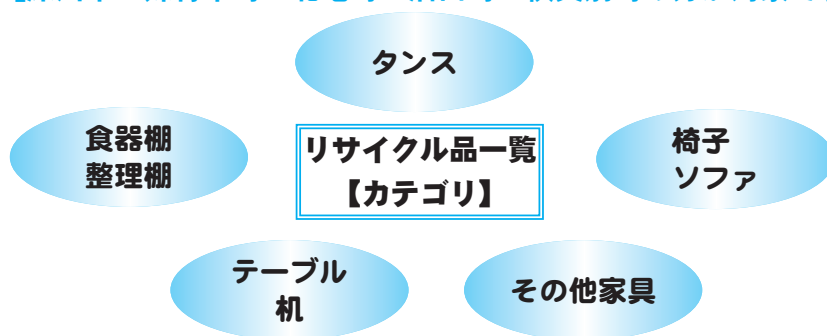 タンス
食器棚
整理棚
リサイクル品一覧
【カテゴリ】
椅子
ソファ
テーブル
机
その他家具